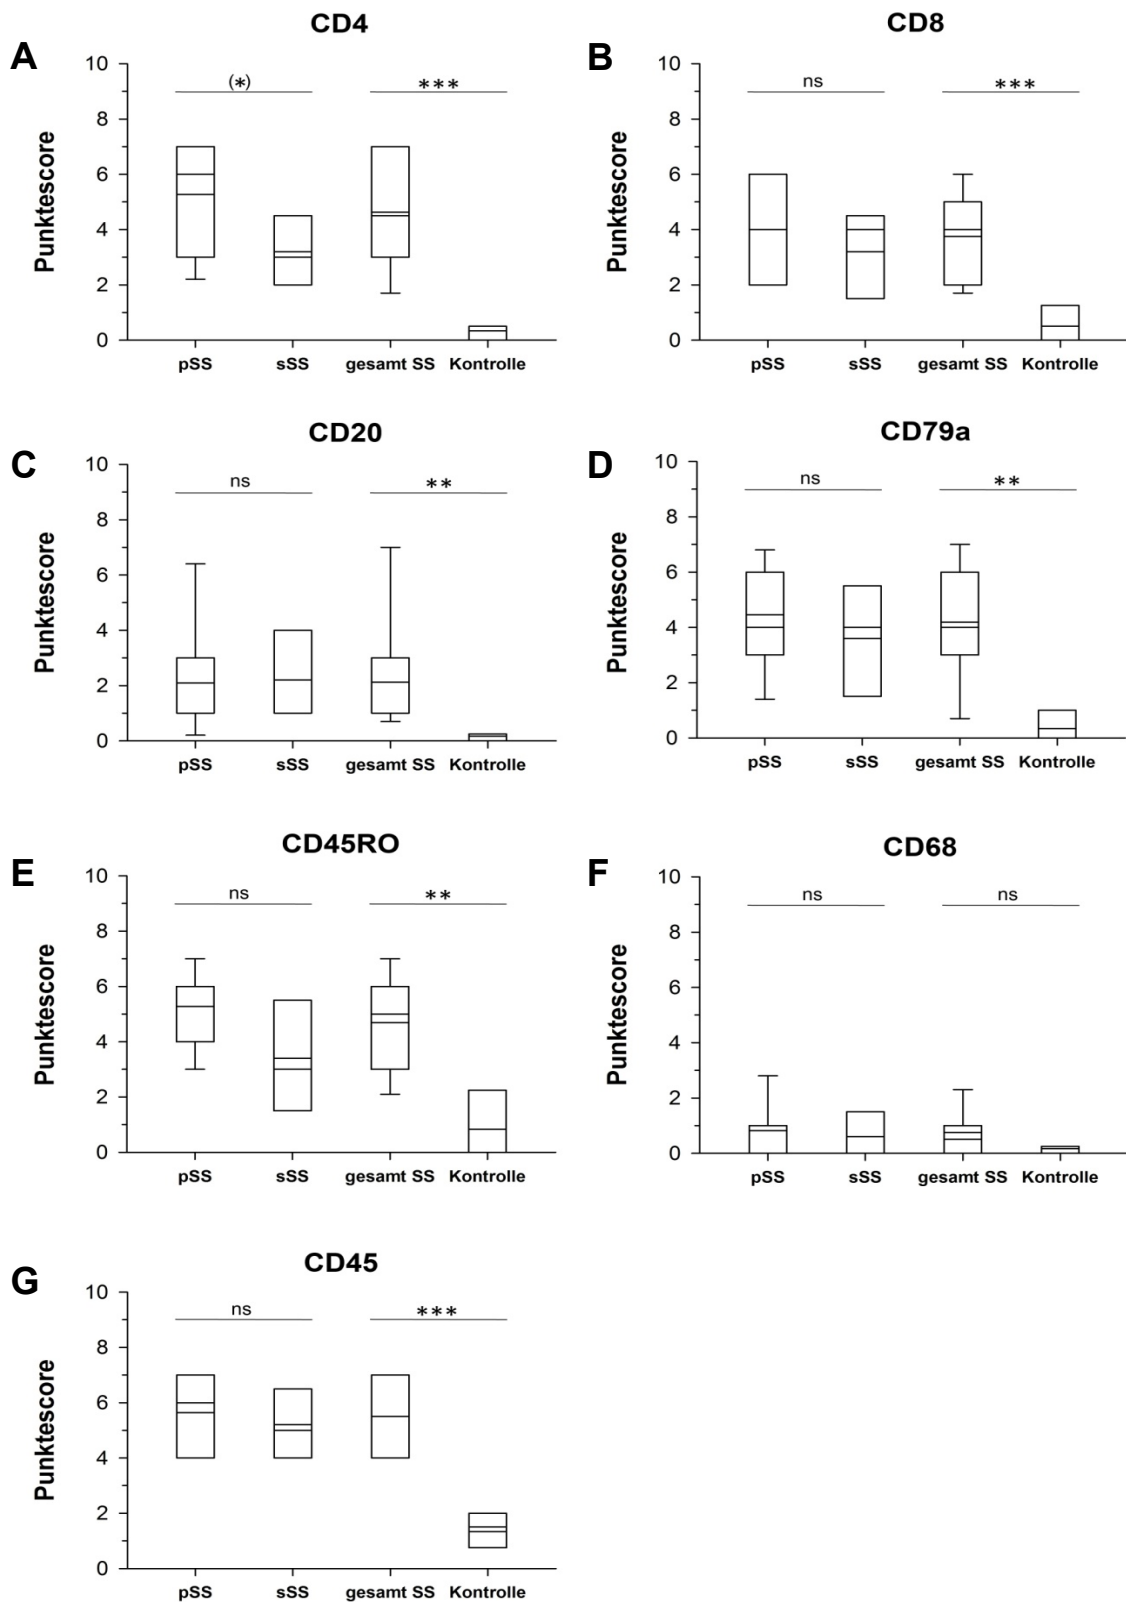 CD4
A
10
8
6
4
2
0
Punktescore
(*)
***
pSS sSS gesamt SS Kontrolle
CD8
B
10
8
6
4
2
0
Punktescore
ns
***
pSS sSS gesamt SS Kontrolle
CD20
C
10
8
6
4
2
0
Punktescore
ns
**
pSS sSS gesamt SS Kontrolle
CD79a
D
10
8
6
4
2
0
Punktescore
ns
**
pSS sSS gesamt SS Kontrolle
CD45RO
E
10
8
6
4
2
0
Punktescore
ns
**
pSS sSS gesamt SS Kontrolle
CD68
F
10
8
6
4
2
0
Punktescore
ns
ns
pSS sSS gesamt SS Kontrolle
CD45
G
10
8
6
4
2
0
Punktescore
ns
***
pSS sSS gesamt SS Kontrolle